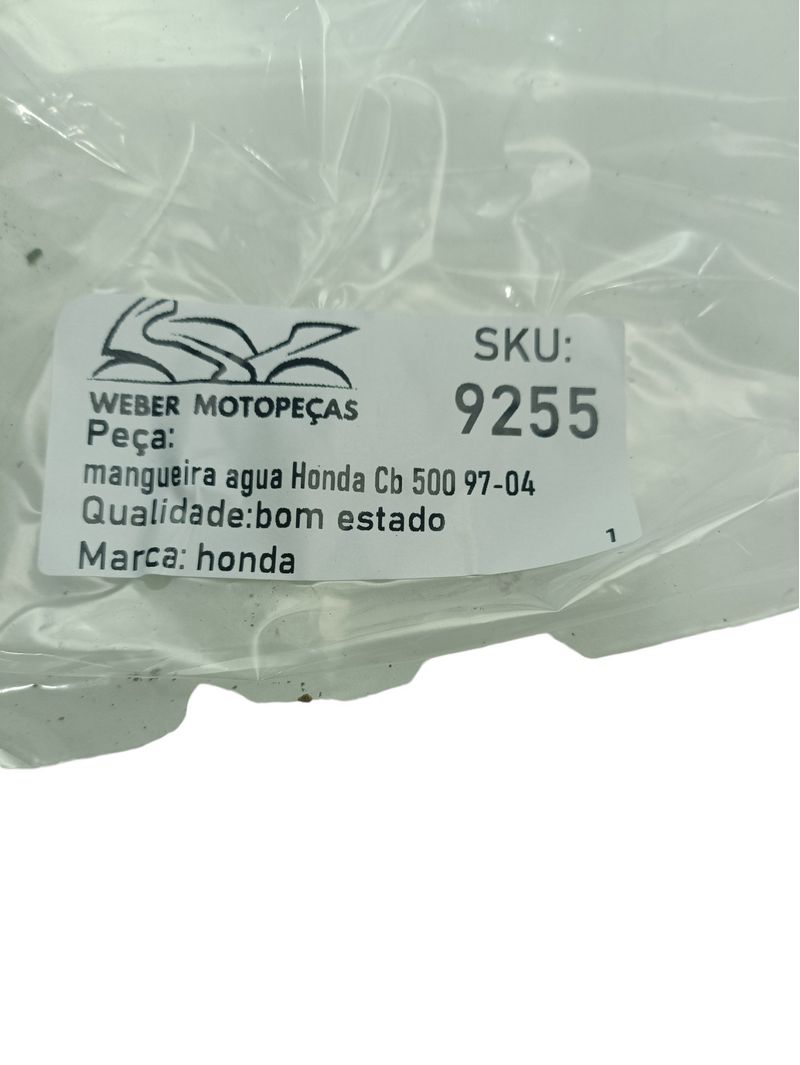 WEBER MOTOPEÇAS
SKU:
9255
Peça:
mangueira agua Honda Cb 500 97-04
Qualidade:bom estado
Marca: honda
1